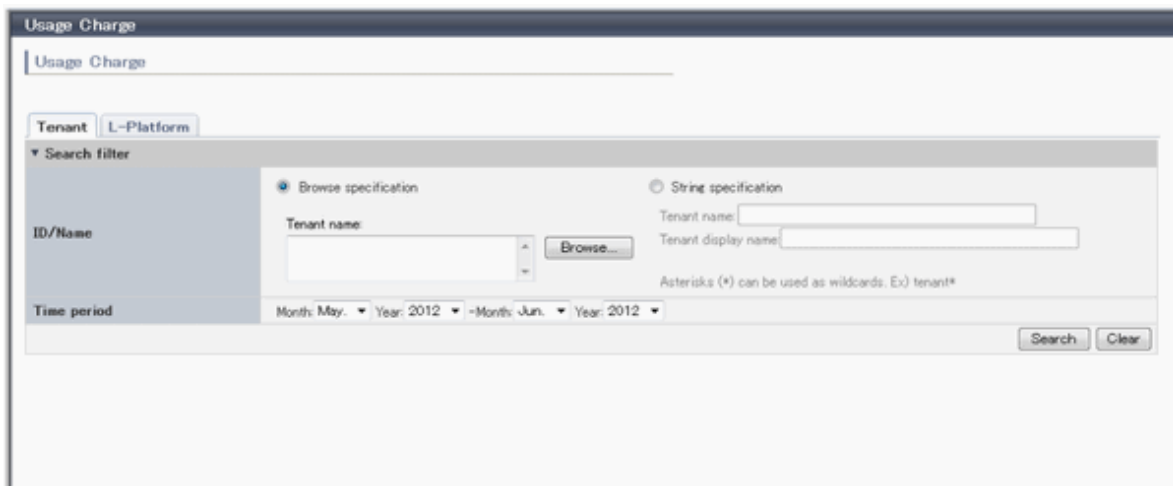 Usage Charge
Usage Charge
Tenant L-Platform
Search filter
ID/Name
Browse specification
Tenant name:
Browse...
String specification
Tenant name:
Tenant display name:
Asterisks (*) can be used as wildcards. Ex) tenant*
Time period
Month: May. Year: 2012 -Month: Jun. Year: 2012
Search Clear